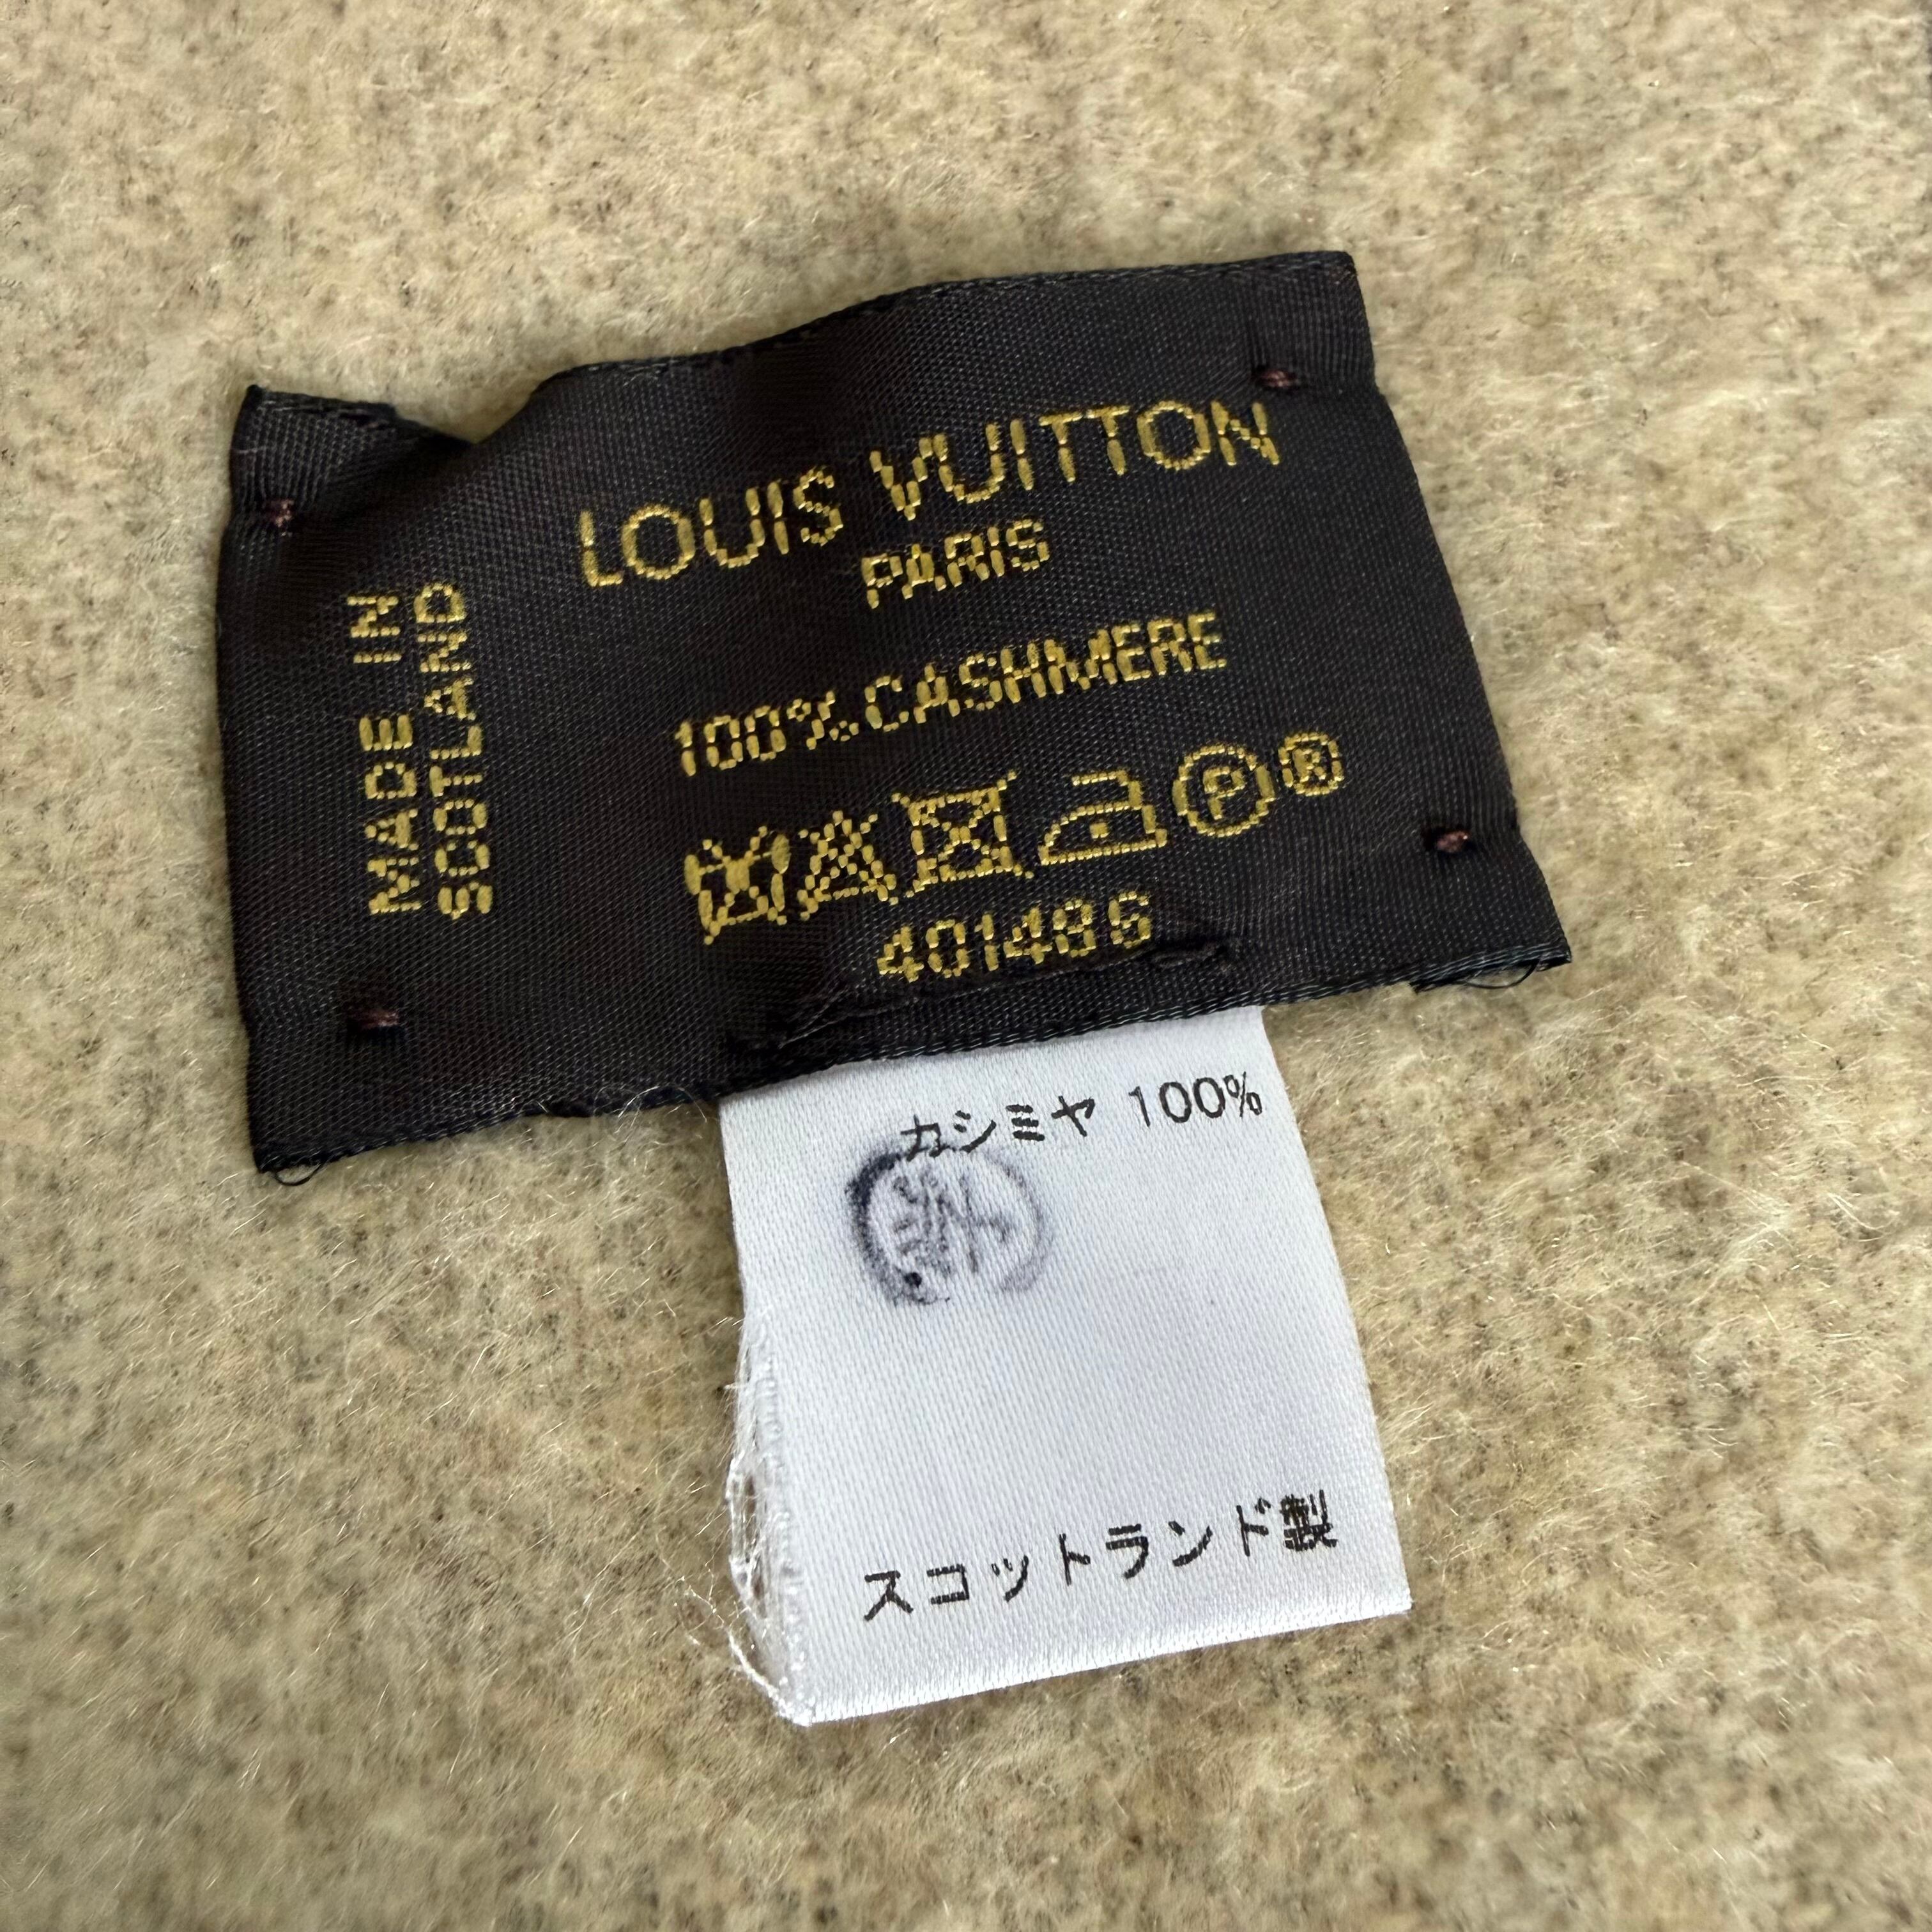 LOUIS VUITTON
PARIS
100% CASHMERE
P ®
401486
MADE IN
SCOTLAND
カシミヤ 100%
スコットランド製